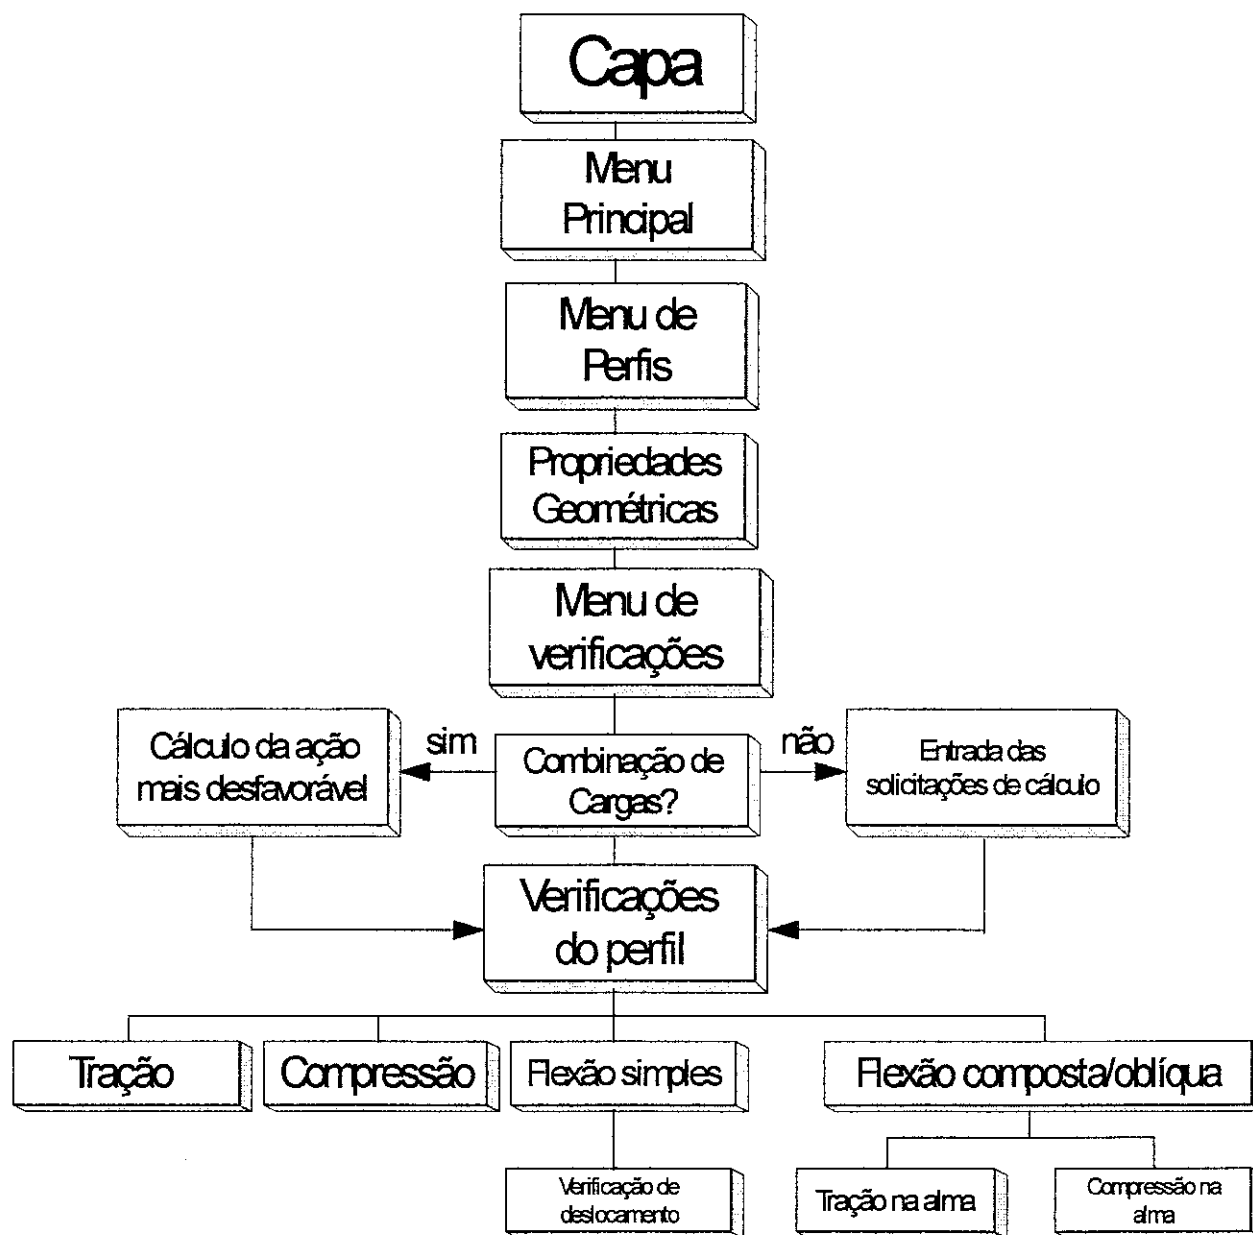 Capa
Menu
Principal
Menu de
Perfis
Propriedades
Geométricas
Menu de
verificações
Cálculo da ação
mais desfavorável
sim
Combinação de
Cargas?
não
Entrada das
solicitações de cálculo
Verificações
do perfil
Tração
Compressão
Flexão simples
Flexão composta/oblíqua
Verificação de
deslocamento
Tração na alma
Compressão na
alma